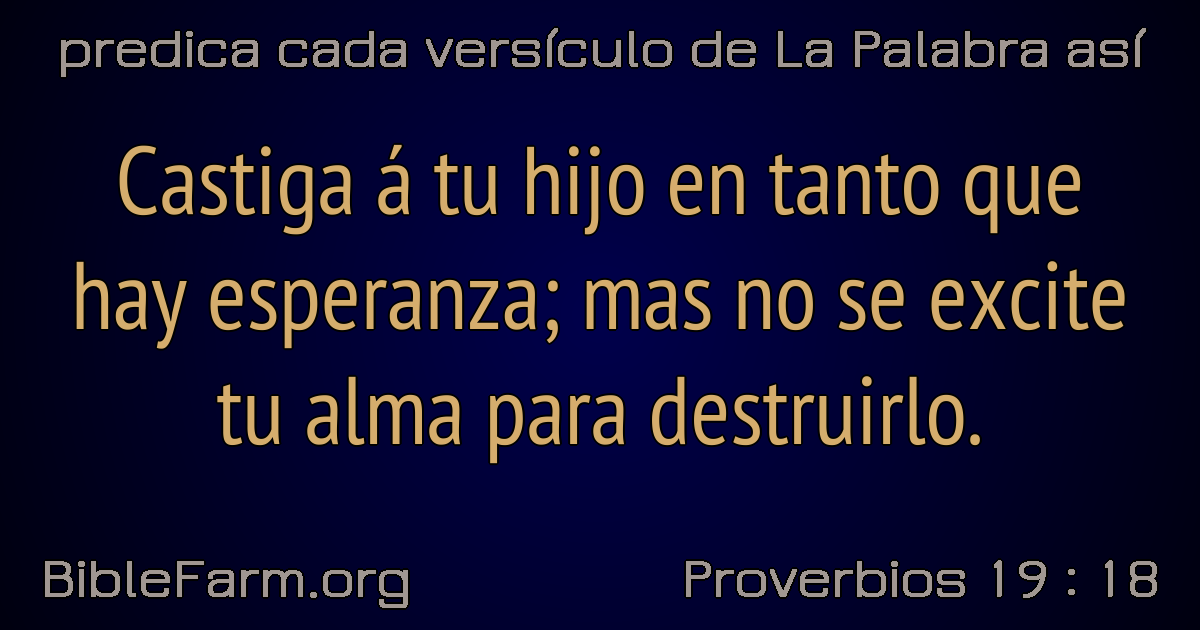 predica cada versículo de La Palabra así
Castiga á tu hijo en tanto que
hay esperanza; mas no se excite
tu alma para destruirlo.
BibleFarm.org
Proverbios 19 : 18